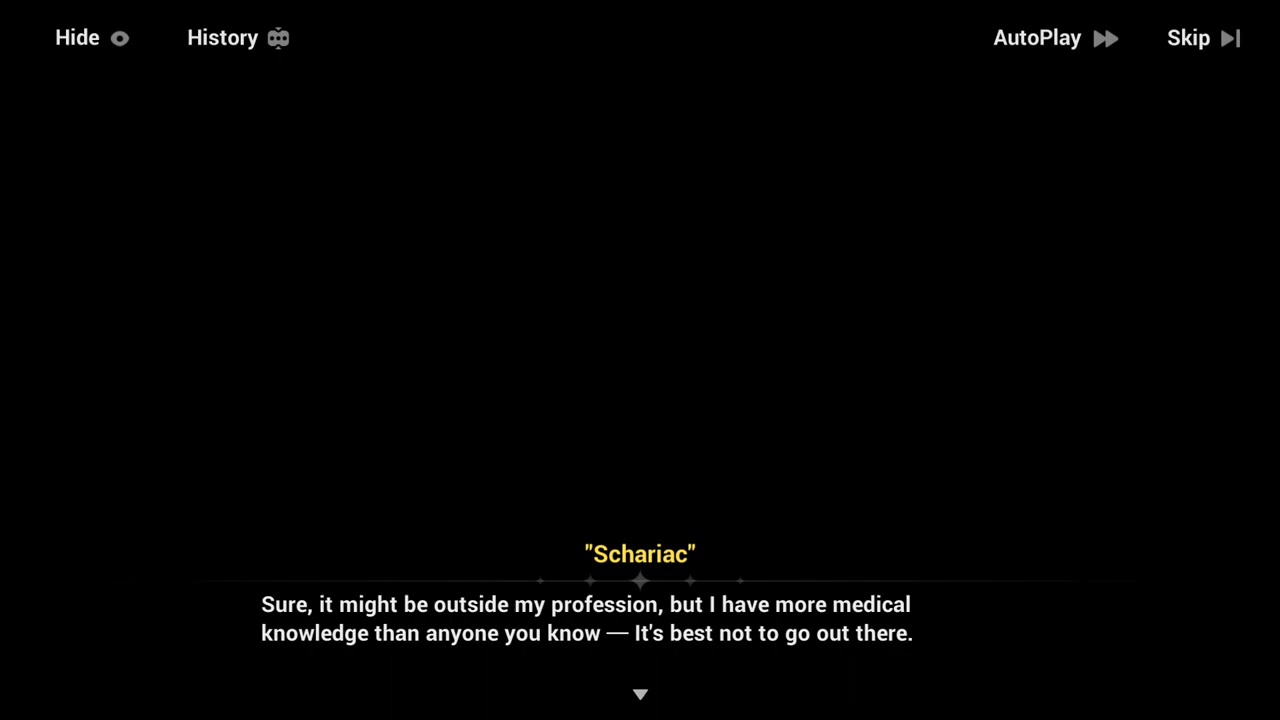 Hide
History
AutoPlay
Skip
"Schariac"
Sure, it might be outside my profession, but I have more medical
knowledge than anyone you know — It's best not to go out there.